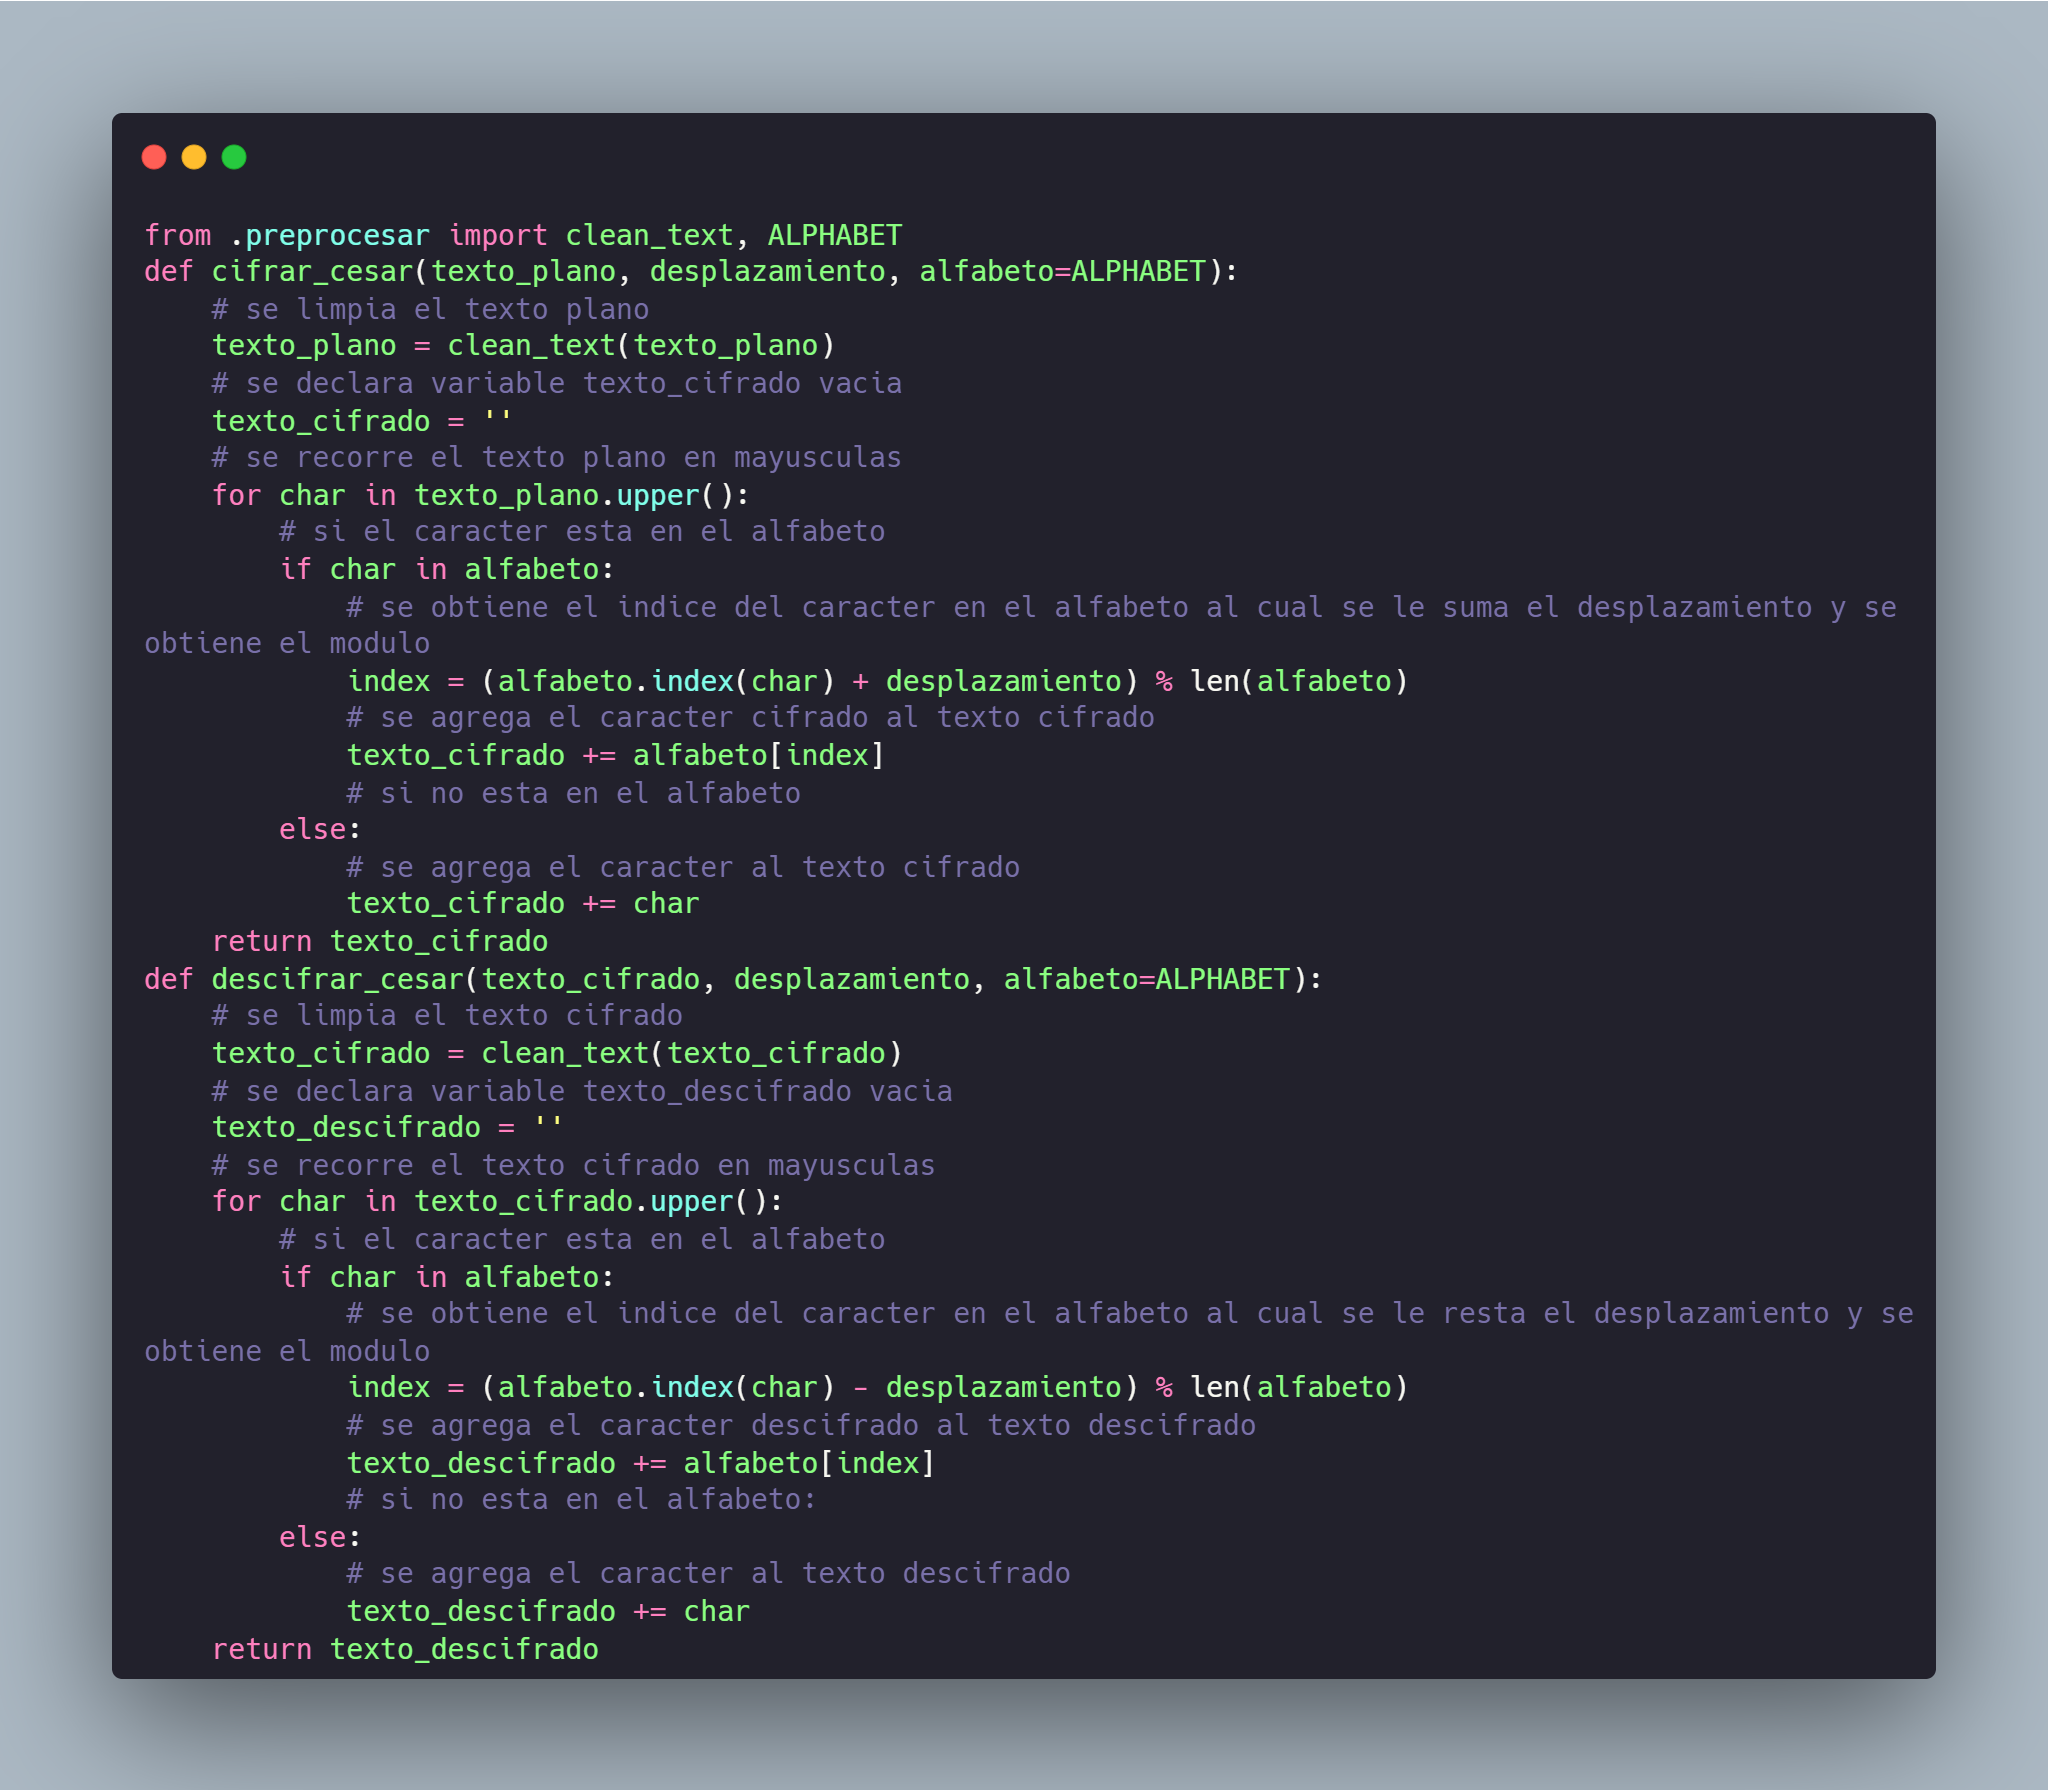 from .preprocesar import clean_text, ALPHABET
def cifrar_cesar(texto_plano, desplazamiento, alfabeto=ALPHABET):
    # se limpia el texto plano
    texto_plano = clean_text(texto_plano)
    # se declara variable texto_cifrado vacia
    texto_cifrado = ''
    # se recorre el texto plano en mayusculas
    for char in texto_plano.upper():
        # si el caracter esta en el alfabeto
        if char in alfabeto:
            # se obtiene el indice del caracter en el alfabeto al cual se le suma el desplazamiento y se
obtiene el modulo
            index = (alfabeto.index(char) + desplazamiento) % len(alfabeto)
            # se agrega el caracter cifrado al texto cifrado
            texto_cifrado += alfabeto[index]
            # si no esta en el alfabeto
        else:
            # se agrega el caracter al texto cifrado
            texto_cifrado += char
    return texto_cifrado
def descifrar_cesar(texto_cifrado, desplazamiento, alfabeto=ALPHABET):
    # se limpia el texto cifrado
    texto_cifrado = clean_text(texto_cifrado)
    # se declara variable texto_descifrado vacia
    texto_descifrado = ''
    # se recorre el texto cifrado en mayusculas
    for char in texto_cifrado.upper():
        # si el caracter esta en el alfabeto
        if char in alfabeto:
            # se obtiene el indice del caracter en el alfabeto al cual se le resta el desplazamiento y se
obtiene el modulo
            index = (alfabeto.index(char) - desplazamiento) % len(alfabeto)
            # se agrega el caracter descifrado al texto descifrado
            texto_descifrado += alfabeto[index]
            # si no esta en el alfabeto:
        else:
            # se agrega el caracter al texto descifrado
            texto_descifrado += char
    return texto_descifrado